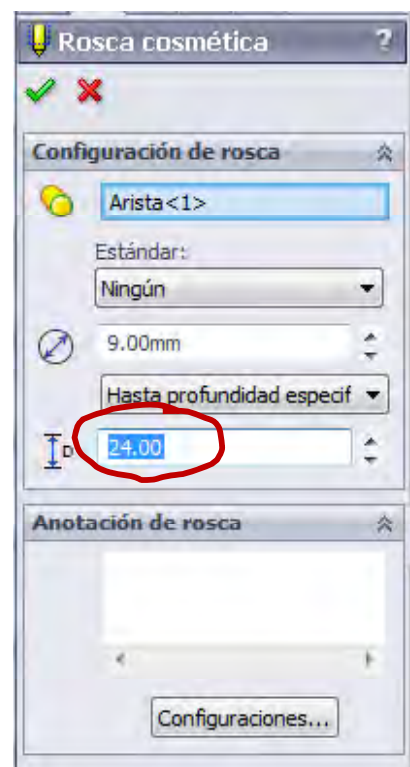 Rosca cosmética ?
Configuración de rosca
Arista<1>
Estándar:
Ningún
9.00mm
Hasta profundidad especif
D 24.00
Anotación de rosca
Configuraciones...